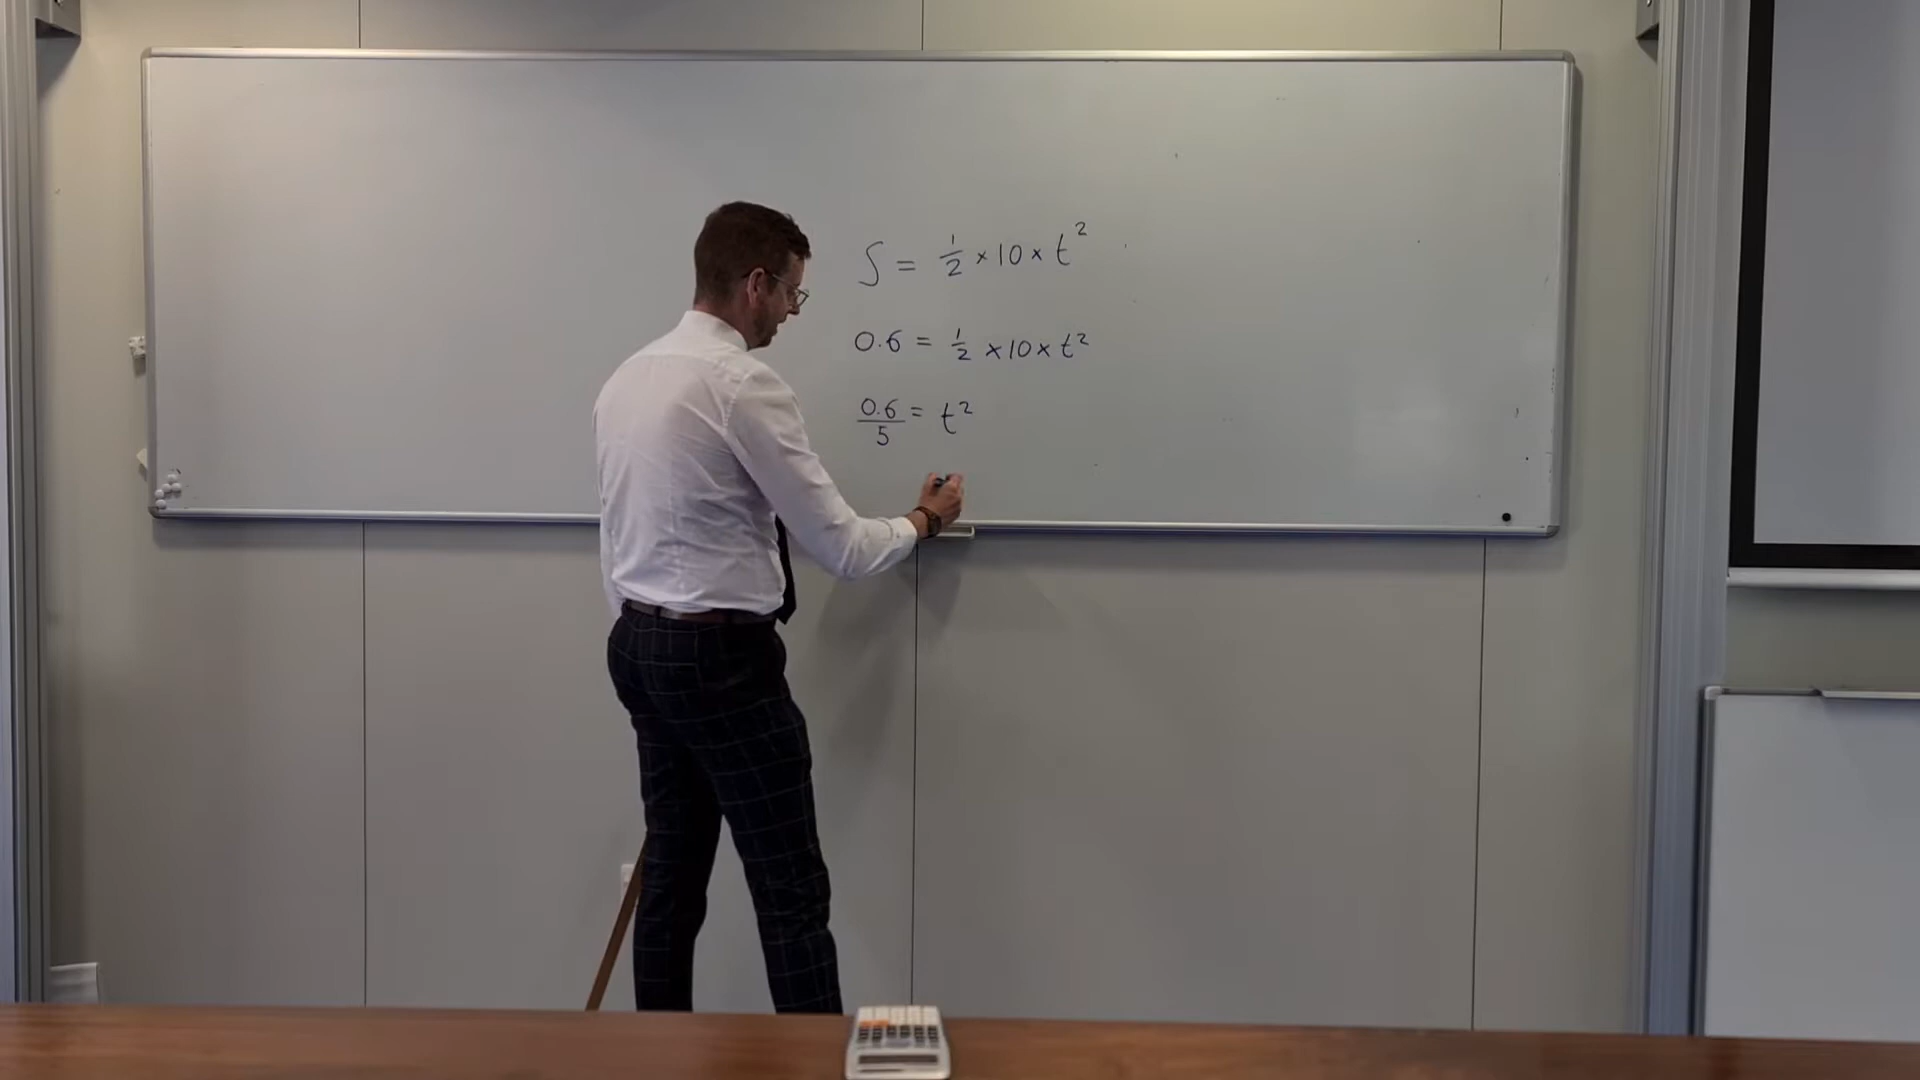 S = 1/2 × 10 × t²
0.6 = 1/2 × 10 × t²
0.6/5 = t²